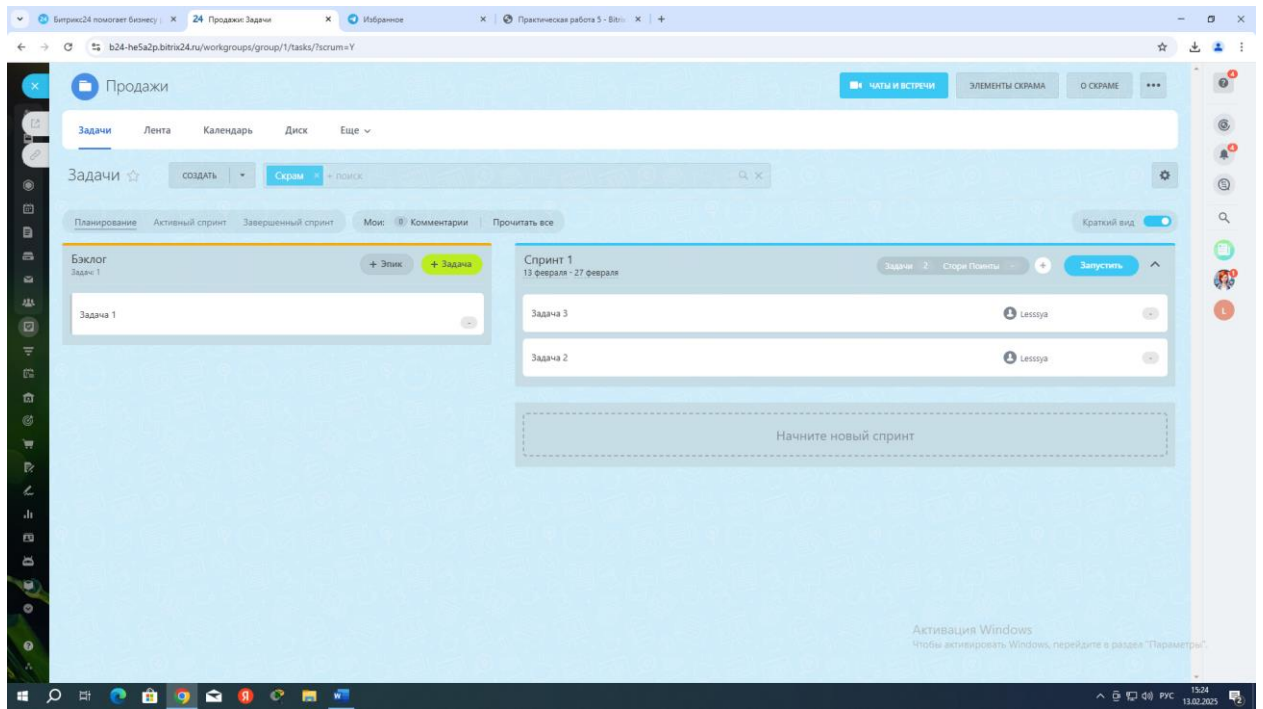 Битрикс24 помогает бизнесу
24 Продажи: Задачи
Избранное
Практическая работа 5 - Bitrix
b24-he5a2p.bitrix24.ru/workgroups/group/1/tasks/?scrum=Y
Продажи
ЧАТЫ И ВСТРЕЧИ
ЭЛЕМЕНТЫ СКРАМА
О СКРАМЕ
Задачи Лента Календарь Диск Еще
Задачи
СОЗДАТЬ
Скрам × + поиск
Планирование Активный спринт Завершенный спринт
Мои: 0 Комментарии Прочитать все
Краткий вид
Бэклог
Задач: 1
+ Эпик
+ Задача
Задача 1
-
Спринт 1
13 февраля - 27 февраля
Задачи 2 Стори Поинты -
+
Запустить
Задача 3 Lesssya -
Задача 2 Lesssya -
Начните новый спринт
4
4
L
Активация Windows
Чтобы активировать Windows, перейдите в раздел "Параметры".
РУС
15:24
13.02.2025
2